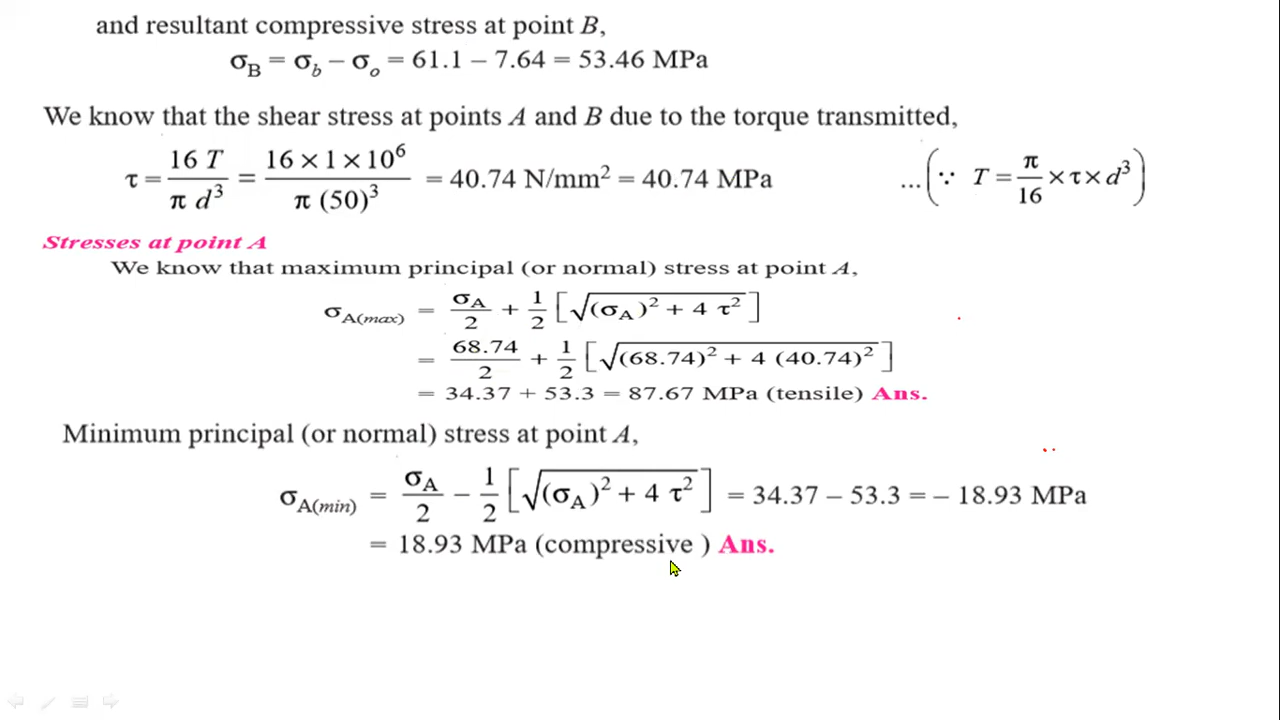 and resultant compressive stress at point B,
σB = σb – σo = 61.1 – 7.64 = 53.46 MPa
We know that the shear stress at points A and B due to the torque transmitted,
τ = 16 T / π d³ = 16 × 1 × 10⁶ / π (50)³ = 40.74 N/mm² = 40.74 MPa ...(∵ T = π/16 × τ × d³)
Stresses at point A
We know that maximum principal (or normal) stress at point A,
σA(max) = σA/2 + 1/2 [√(σA)² + 4 τ²]
= 68.74/2 + 1/2 [√(68.74)² + 4 (40.74)²]
= 34.37 + 53.3 = 87.67 MPa (tensile) Ans.
Minimum principal (or normal) stress at point A,
σA(min) = σA/2 – 1/2 [√(σA)² + 4 τ²] = 34.37 – 53.3 = – 18.93 MPa
= 18.93 MPa (compressive ) Ans.